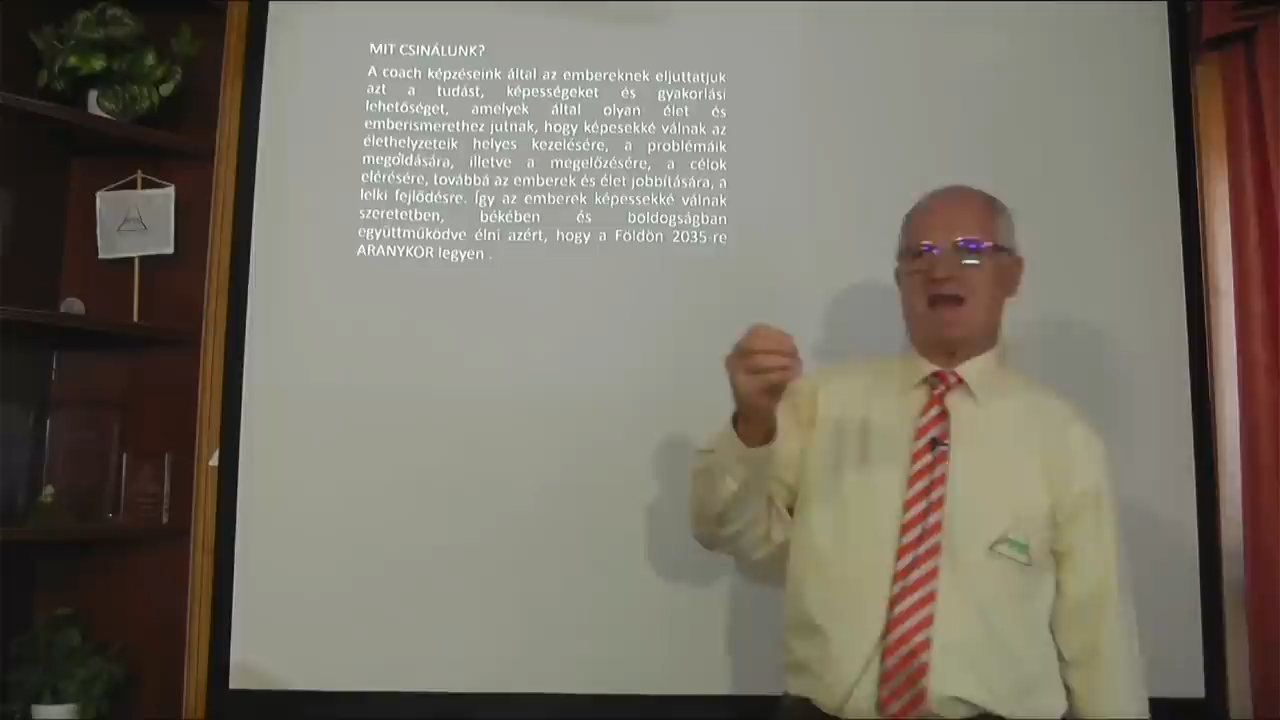 MIT CSINÁLUNK?
A coach képzéseink által az embereknek eljuttatjuk
azt a tudást, képességeket és gyakorlási
lehetőséget, amelyek által olyan élet és
emberismerethez jutnak, hogy képesekké válnak az
élethelyzeteik helyes kezelésére, a problémáik
megoldására, illetve a megelőzésére, a célok
elérésére, továbbá az emberek és élet jobbítására, a
lelki fejlődésre. Így az emberek képessekké válnak
szeretetben, békében és boldogságban
együttműködve élni azért, hogy a Földön 2035-re
ARANYKOR legyen .